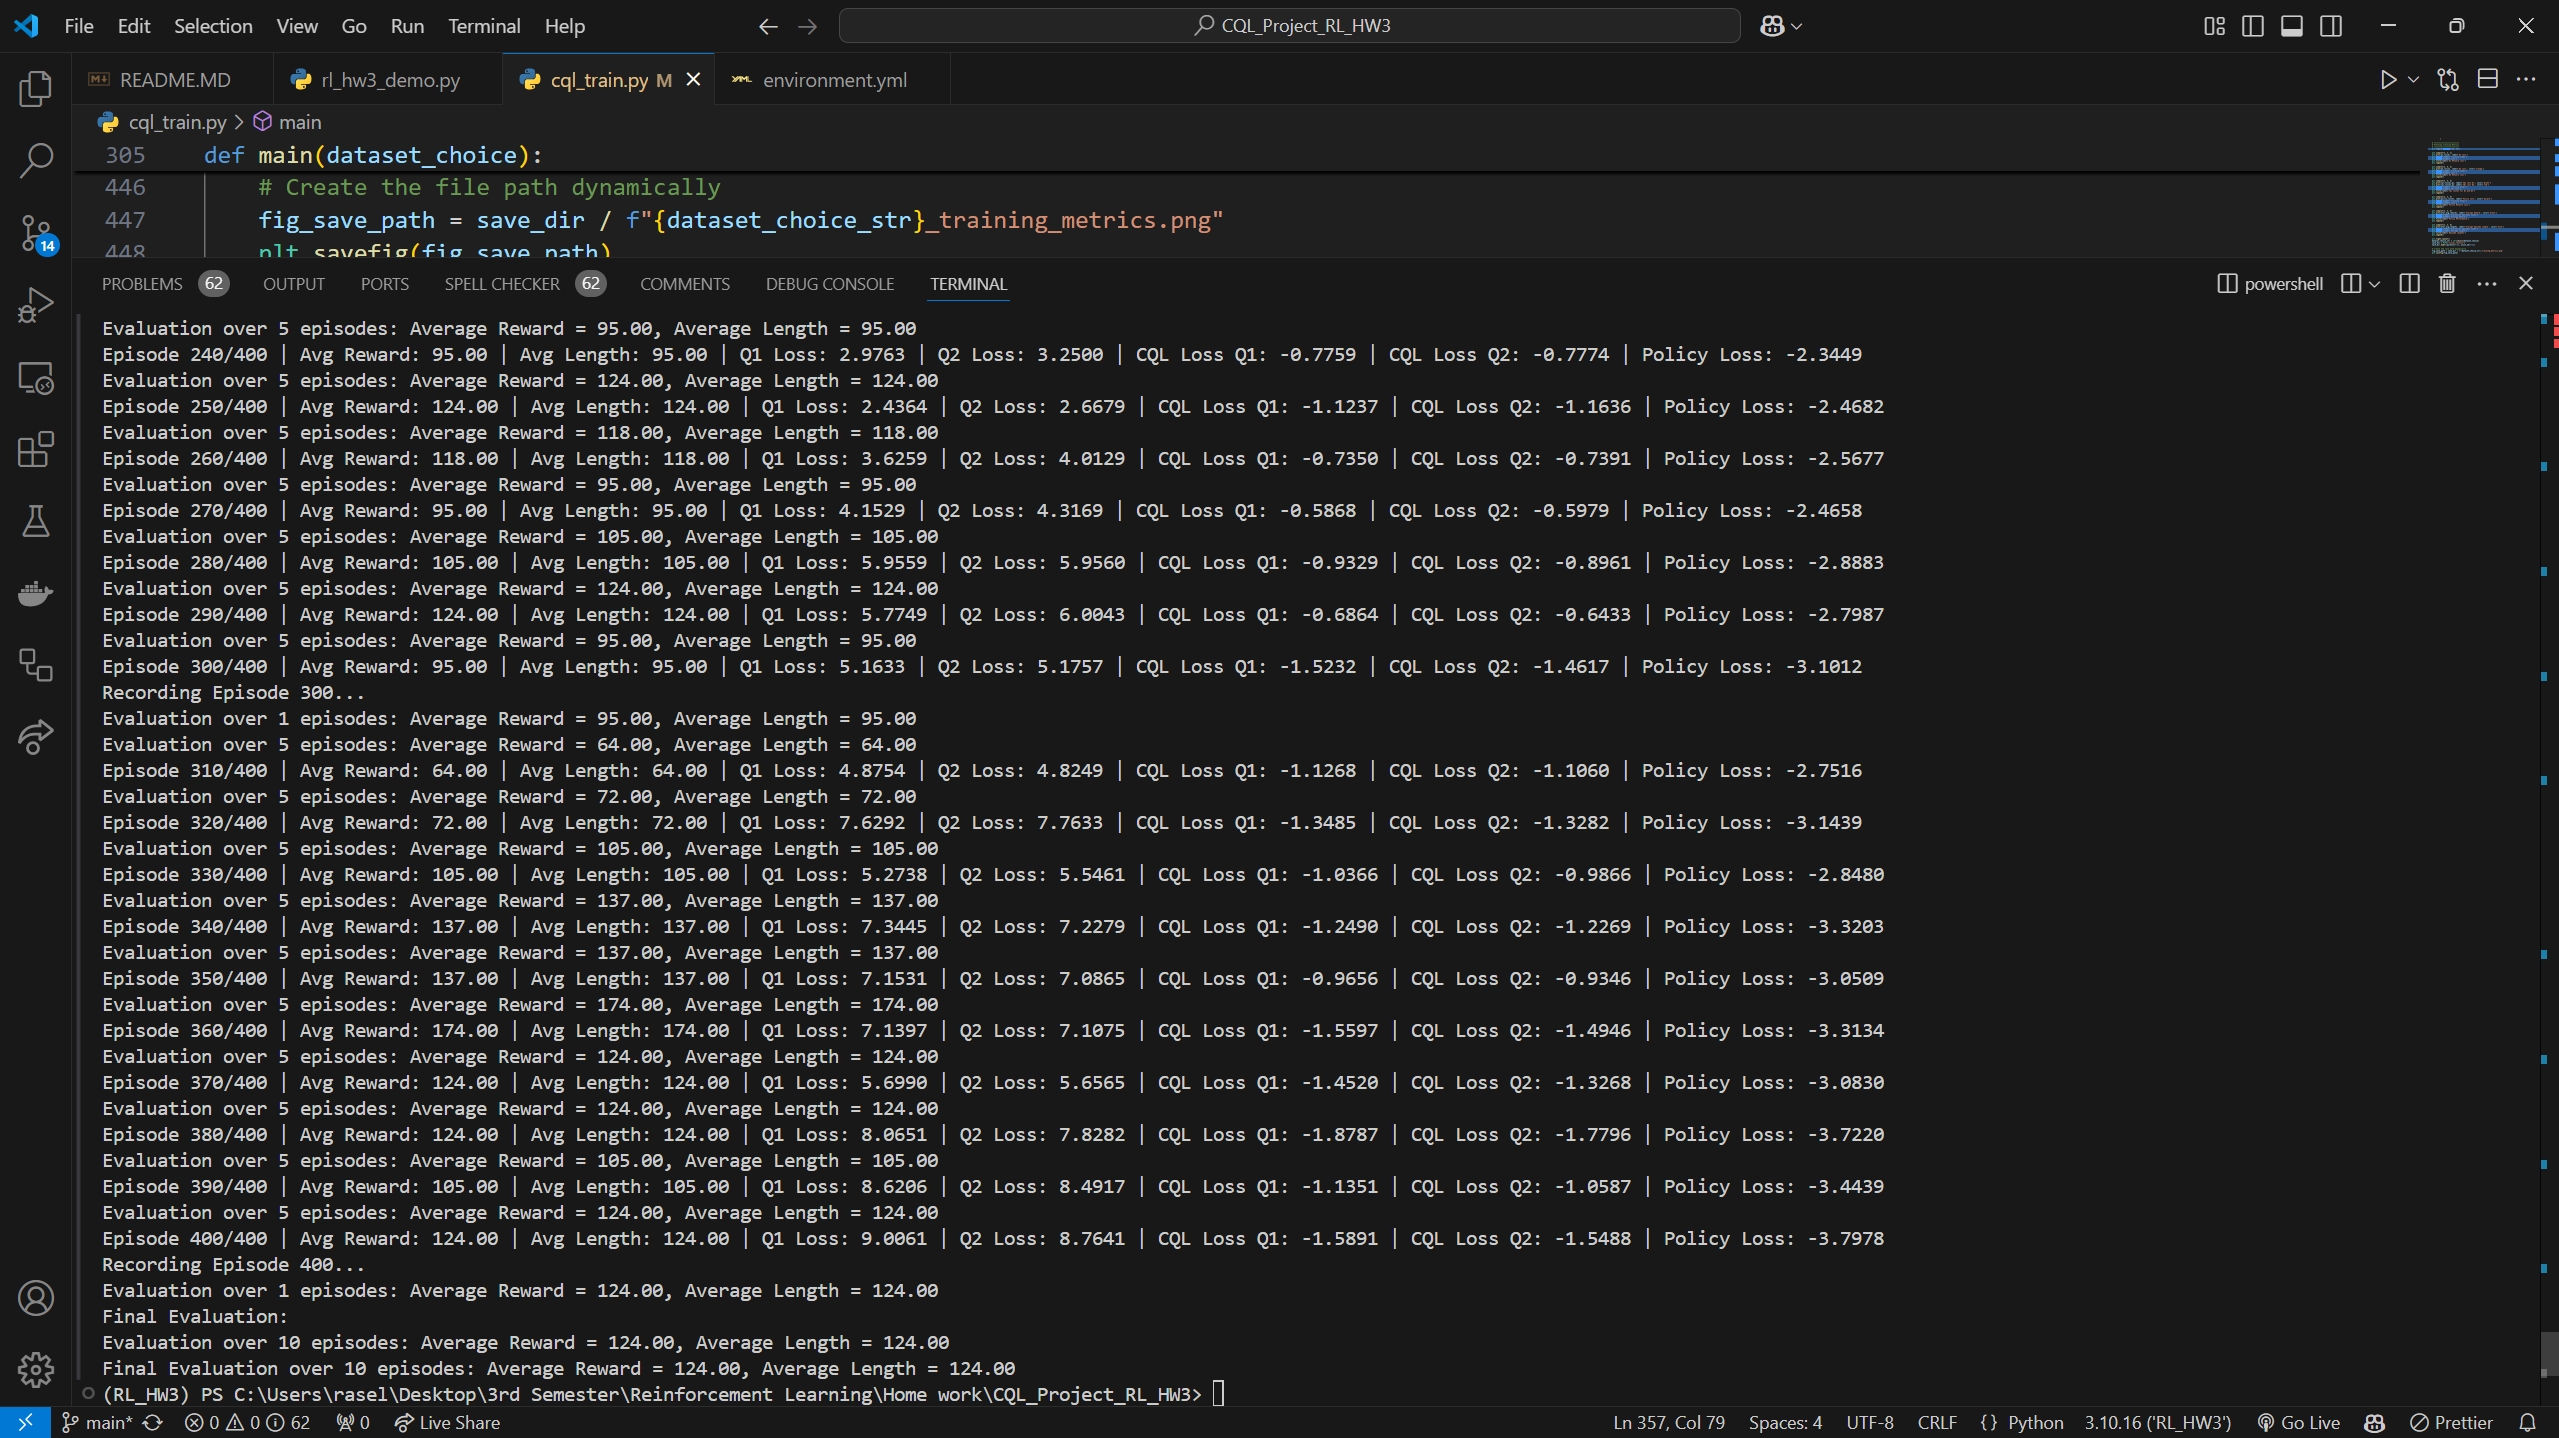 File Edit Selection View Go Run Terminal Help
CQL_Project_RL_HW3
README.MD
rl_hw3_demo.py
cql_train.py M
environment.yml
cql_train.py > main
305 def main(dataset_choice):
446 # Create the file path dynamically
447 fig_save_path = save_dir / f"{dataset_choice_str}_training_metrics.png"
448 plt.savefig(fig_save_path)
PROBLEMS 62 OUTPUT PORTS SPELL CHECKER 62 COMMENTS DEBUG CONSOLE TERMINAL
powershell
14
Evaluation over 5 episodes: Average Reward = 95.00, Average Length = 95.00
Episode 240/400 | Avg Reward: 95.00 | Avg Length: 95.00 | Q1 Loss: 2.9763 | Q2 Loss: 3.2500 | CQL Loss Q1: -0.7759 | CQL Loss Q2: -0.7774 | Policy Loss: -2.3449
Evaluation over 5 episodes: Average Reward = 124.00, Average Length = 124.00
Episode 250/400 | Avg Reward: 124.00 | Avg Length: 124.00 | Q1 Loss: 2.4364 | Q2 Loss: 2.6679 | CQL Loss Q1: -1.1237 | CQL Loss Q2: -1.1636 | Policy Loss: -2.4682
Evaluation over 5 episodes: Average Reward = 118.00, Average Length = 118.00
Episode 260/400 | Avg Reward: 118.00 | Avg Length: 118.00 | Q1 Loss: 3.6259 | Q2 Loss: 4.0129 | CQL Loss Q1: -0.7350 | CQL Loss Q2: -0.7391 | Policy Loss: -2.5677
Evaluation over 5 episodes: Average Reward = 95.00, Average Length = 95.00
Episode 270/400 | Avg Reward: 95.00 | Avg Length: 95.00 | Q1 Loss: 4.1529 | Q2 Loss: 4.3169 | CQL Loss Q1: -0.5868 | CQL Loss Q2: -0.5979 | Policy Loss: -2.4658
Evaluation over 5 episodes: Average Reward = 105.00, Average Length = 105.00
Episode 280/400 | Avg Reward: 105.00 | Avg Length: 105.00 | Q1 Loss: 5.9559 | Q2 Loss: 5.9560 | CQL Loss Q1: -0.9329 | CQL Loss Q2: -0.8961 | Policy Loss: -2.8883
Evaluation over 5 episodes: Average Reward = 124.00, Average Length = 124.00
Episode 290/400 | Avg Reward: 124.00 | Avg Length: 124.00 | Q1 Loss: 5.7749 | Q2 Loss: 6.0043 | CQL Loss Q1: -0.6864 | CQL Loss Q2: -0.6433 | Policy Loss: -2.7987
Evaluation over 5 episodes: Average Reward = 95.00, Average Length = 95.00
Episode 300/400 | Avg Reward: 95.00 | Avg Length: 95.00 | Q1 Loss: 5.1633 | Q2 Loss: 5.1757 | CQL Loss Q1: -1.5232 | CQL Loss Q2: -1.4617 | Policy Loss: -3.1012
Recording Episode 300...
Evaluation over 1 episodes: Average Reward = 95.00, Average Length = 95.00
Evaluation over 5 episodes: Average Reward = 64.00, Average Length = 64.00
Episode 310/400 | Avg Reward: 64.00 | Avg Length: 64.00 | Q1 Loss: 4.8754 | Q2 Loss: 4.8249 | CQL Loss Q1: -1.1268 | CQL Loss Q2: -1.1060 | Policy Loss: -2.7516
Evaluation over 5 episodes: Average Reward = 72.00, Average Length = 72.00
Episode 320/400 | Avg Reward: 72.00 | Avg Length: 72.00 | Q1 Loss: 7.6292 | Q2 Loss: 7.7633 | CQL Loss Q1: -1.3485 | CQL Loss Q2: -1.3282 | Policy Loss: -3.1439
Evaluation over 5 episodes: Average Reward = 105.00, Average Length = 105.00
Episode 330/400 | Avg Reward: 105.00 | Avg Length: 105.00 | Q1 Loss: 5.2738 | Q2 Loss: 5.5461 | CQL Loss Q1: -1.0366 | CQL Loss Q2: -0.9866 | Policy Loss: -2.8480
Evaluation over 5 episodes: Average Reward = 137.00, Average Length = 137.00
Episode 340/400 | Avg Reward: 137.00 | Avg Length: 137.00 | Q1 Loss: 7.3445 | Q2 Loss: 7.2279 | CQL Loss Q1: -1.2490 | CQL Loss Q2: -1.2269 | Policy Loss: -3.3203
Evaluation over 5 episodes: Average Reward = 137.00, Average Length = 137.00
Episode 350/400 | Avg Reward: 137.00 | Avg Length: 137.00 | Q1 Loss: 7.1531 | Q2 Loss: 7.0865 | CQL Loss Q1: -0.9656 | CQL Loss Q2: -0.9346 | Policy Loss: -3.0509
Evaluation over 5 episodes: Average Reward = 174.00, Average Length = 174.00
Episode 360/400 | Avg Reward: 174.00 | Avg Length: 174.00 | Q1 Loss: 7.1397 | Q2 Loss: 7.1075 | CQL Loss Q1: -1.5597 | CQL Loss Q2: -1.4946 | Policy Loss: -3.3134
Evaluation over 5 episodes: Average Reward = 124.00, Average Length = 124.00
Episode 370/400 | Avg Reward: 124.00 | Avg Length: 124.00 | Q1 Loss: 5.6990 | Q2 Loss: 5.6565 | CQL Loss Q1: -1.4520 | CQL Loss Q2: -1.3268 | Policy Loss: -3.0830
Evaluation over 5 episodes: Average Reward = 124.00, Average Length = 124.00
Episode 380/400 | Avg Reward: 124.00 | Avg Length: 124.00 | Q1 Loss: 8.0651 | Q2 Loss: 7.8282 | CQL Loss Q1: -1.8787 | CQL Loss Q2: -1.7796 | Policy Loss: -3.7220
Evaluation over 5 episodes: Average Reward = 105.00, Average Length = 105.00
Episode 390/400 | Avg Reward: 105.00 | Avg Length: 105.00 | Q1 Loss: 8.6206 | Q2 Loss: 8.4917 | CQL Loss Q1: -1.1351 | CQL Loss Q2: -1.0587 | Policy Loss: -3.4439
Evaluation over 5 episodes: Average Reward = 124.00, Average Length = 124.00
Episode 400/400 | Avg Reward: 124.00 | Avg Length: 124.00 | Q1 Loss: 9.0061 | Q2 Loss: 8.7641 | CQL Loss Q1: -1.5891 | CQL Loss Q2: -1.5488 | Policy Loss: -3.7978
Recording Episode 400...
Evaluation over 1 episodes: Average Reward = 124.00, Average Length = 124.00
Final Evaluation:
Evaluation over 10 episodes: Average Reward = 124.00, Average Length = 124.00
Final Evaluation over 10 episodes: Average Reward = 124.00, Average Length = 124.00
(RL_HW3) PS C:\Users\rasel\Desktop\3rd Semester\Reinforcement Learning\Home work\CQL_Project_RL_HW3>
main* 0 0 62 0 Live Share Ln 357, Col 79 Spaces: 4 UTF-8 CRLF {} Python 3.10.16 ('RL_HW3') Go Live Prettier